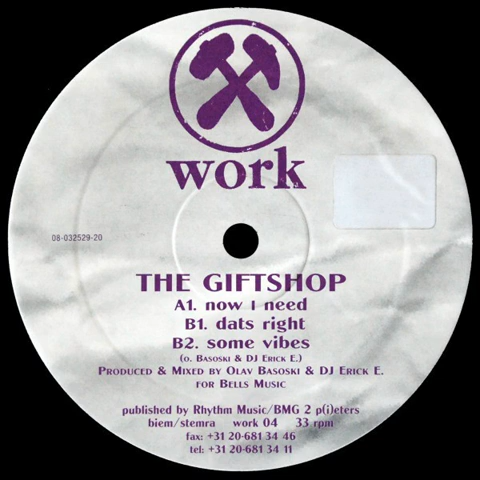 work
08-032529-20
THE GIFTSHOP
A1. now I need
B1. dats right
B2. some vibes
(o. Basoski & DJ Erick E.)
Produced & Mixed by Olav Basoski & DJ Erick E.
for Bells Music
published by Rhythm Music/BMG 2 p(i)eters
biem/stemra work 04 33 rpm
fax: +31 20-681 34 46
tel: +31 20-681 34 11